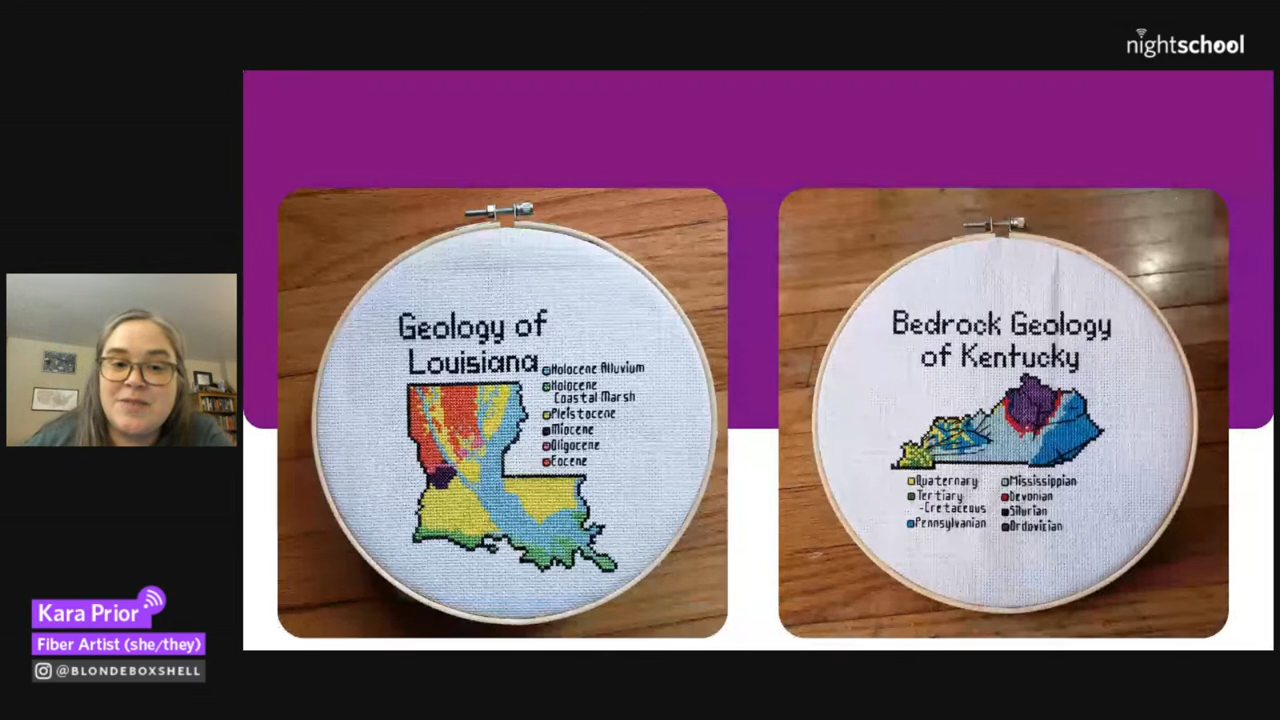 nightschool
Geology of
Louisiana
Holocene Alluvium
Holocene
Coastal Marsh
Pleistocene
Miocene
Oligocene
Eocene
Bedrock Geology
of Kentucky
Quaternary
Tertiary
-Cretaceous
Pennsylvanian
Mississippian
Devonian
Silurian
Ordovician
Kara Prior
Fiber Artist (she/they)
@BLONDEBOXSHELL